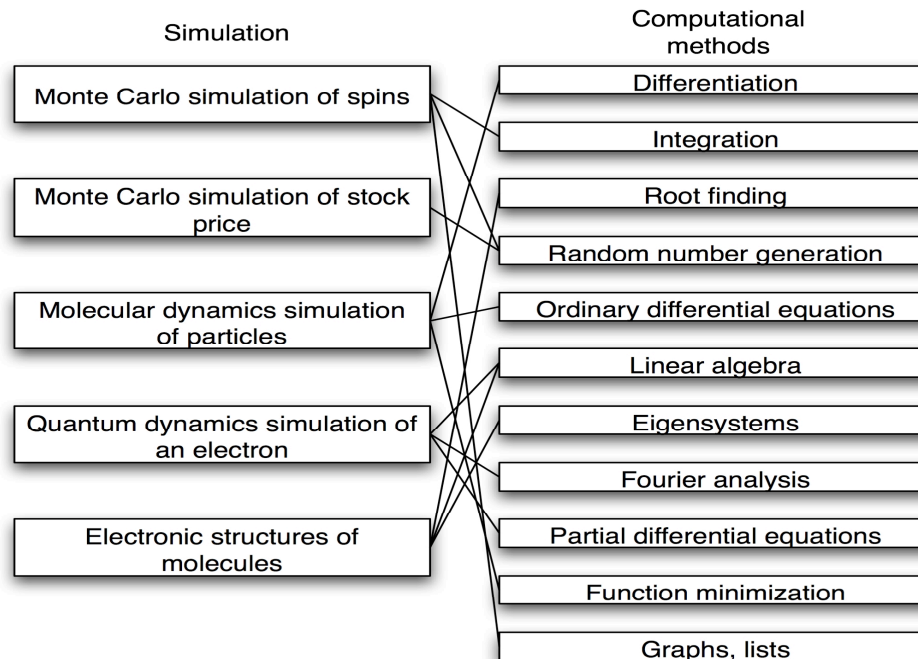 Simulation
Monte Carlo simulation of spins
Monte Carlo simulation of stock
price
Molecular dynamics simulation
of particles
Quantum dynamics simulation of
an electron
Electronic structures of
molecules
Computational
methods
Differentiation
Integration
Root finding
Random number generation
Ordinary differential equations
Linear algebra
Eigensystems
Fourier analysis
Partial differential equations
Function minimization
Graphs, lists